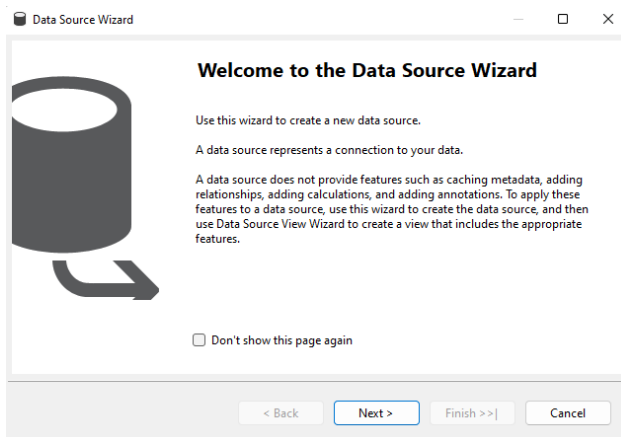 Data Source Wizard
Welcome to the Data Source Wizard
Use this wizard to create a new data source.
A data source represents a connection to your data.
A data source does not provide features such as caching metadata, adding
relationships, adding calculations, and adding annotations. To apply these
features to a data source, use this wizard to create the data source, and then
use Data Source View Wizard to create a view that includes the appropriate
features.
Don't show this page again
< Back Next > Finish >>| Cancel